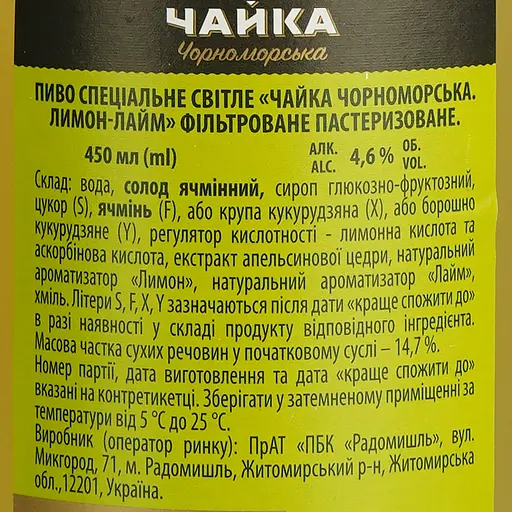 ЧАЙКА
Чорноморська
ПИВО СПЕЦІАЛЬНЕ СВІТЛЕ «ЧАЙКА ЧОРНОМОРСЬКА.
ЛИМОН-ЛАЙМ» ФІЛЬТРОВАНЕ ПАСТЕРИЗОВАНЕ.
450 мл (ml) АЛК. ALC. 4,6 % ОБ. VOL.
Склад: вода, солод ячмінний, сироп глюкозно-фруктозний,
цукор (S), ячмінь (F), або крупа кукурудзяна (X), або борошно
кукурудзяне (Y), регулятор кислотності - лимонна кислота та
аскорбінова кислота, екстракт апельсинової цедри, натуральний
ароматизатор «Лимон», натуральний ароматизатор «Лайм»,
хміль. Літери S, F, X, Y зазначаються після дати «краще спожити до»
в разі наявності у складі продукту відповідного інгредієнта.
Масова частка сухих речовин у початковому суслі – 14,7 %.
Номер партії, дата виготовлення та дата «краще спожити до»
вказані на контретикетці. Зберігати у затемненому приміщенні за
температури від 5 °С до 25 °С.
Виробник (оператор ринку): ПрАТ «ПБК «Радомишль», вул.
Микгород, 71, м. Радомишль, Житомирський р-н, Житомирська
обл.,12201, Україна.